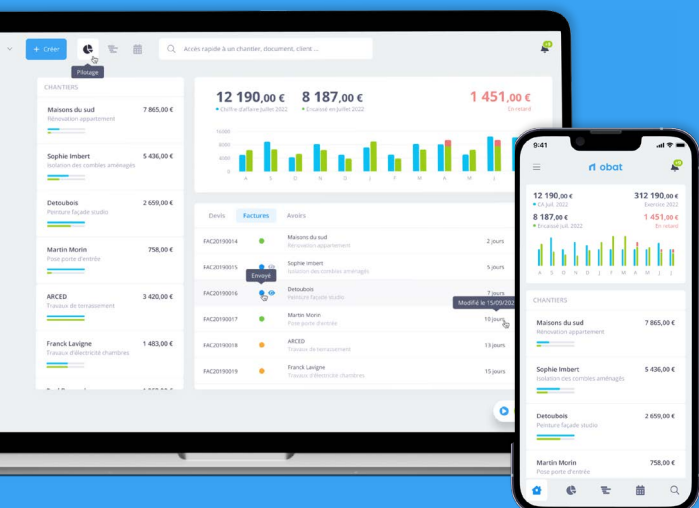 + Créer
Accès rapide à un chantier, document, client ...
Pilotage
CHANTIERS
Maisons du sud 7 865,00 €
Rénovation appartement
Sophie Imbert 5 436,00 €
Isolation des combles aménagés
Detoubois 2 659,00 €
Peinture façade studio
Martin Morin 758,00 €
Pose porte d'entrée
ARCED 3 420,00 €
Travaux de terrassement
Franck Lavigne 1 483,00 €
Travaux d'électricité chambres
12 190,00 € 8 187,00 € 1 451,00 €
Chiffre d'affaire juillet 2022 Encaissé en juillet 2022 En retard
0
A S O N D J F M A M J
Devis Factures Avoirs
FAC20190014 Maisons du sud 2 jours
Rénovation appartement
FAC20190015 Sophie Imbert 5 jours
Isolation des combles aménagés
Envoyé
FAC20190016 Detoubois 7 jours
Peinture façade studio
Modifié le 15/09/202
FAC20190017 Martin Morin 10 jours
Pose porte d'entrée
FAC20190018 ARCED 13 jours
Travaux de terrassement
FAC20190019 Franck Lavigne 15 jours
Travaux d'électricité chambres
9:41
obat
12 190,00 € 312 190,00 €
CA juil. 2022 Exercice 2022
8 187,00 € 1 451,00 €
Encaissé juil. 2022 En retard
A S O N D J F M A M J J
CHANTIERS
Maisons du sud 7 865,00 €
Rénovation appartement
Sophie Imbert 5 436,00 €
Isolation des combles aménagés
Detoubois 2 659,00 €
Peinture façade studio
Martin Morin 758,00 €
Pose porte d'entrée